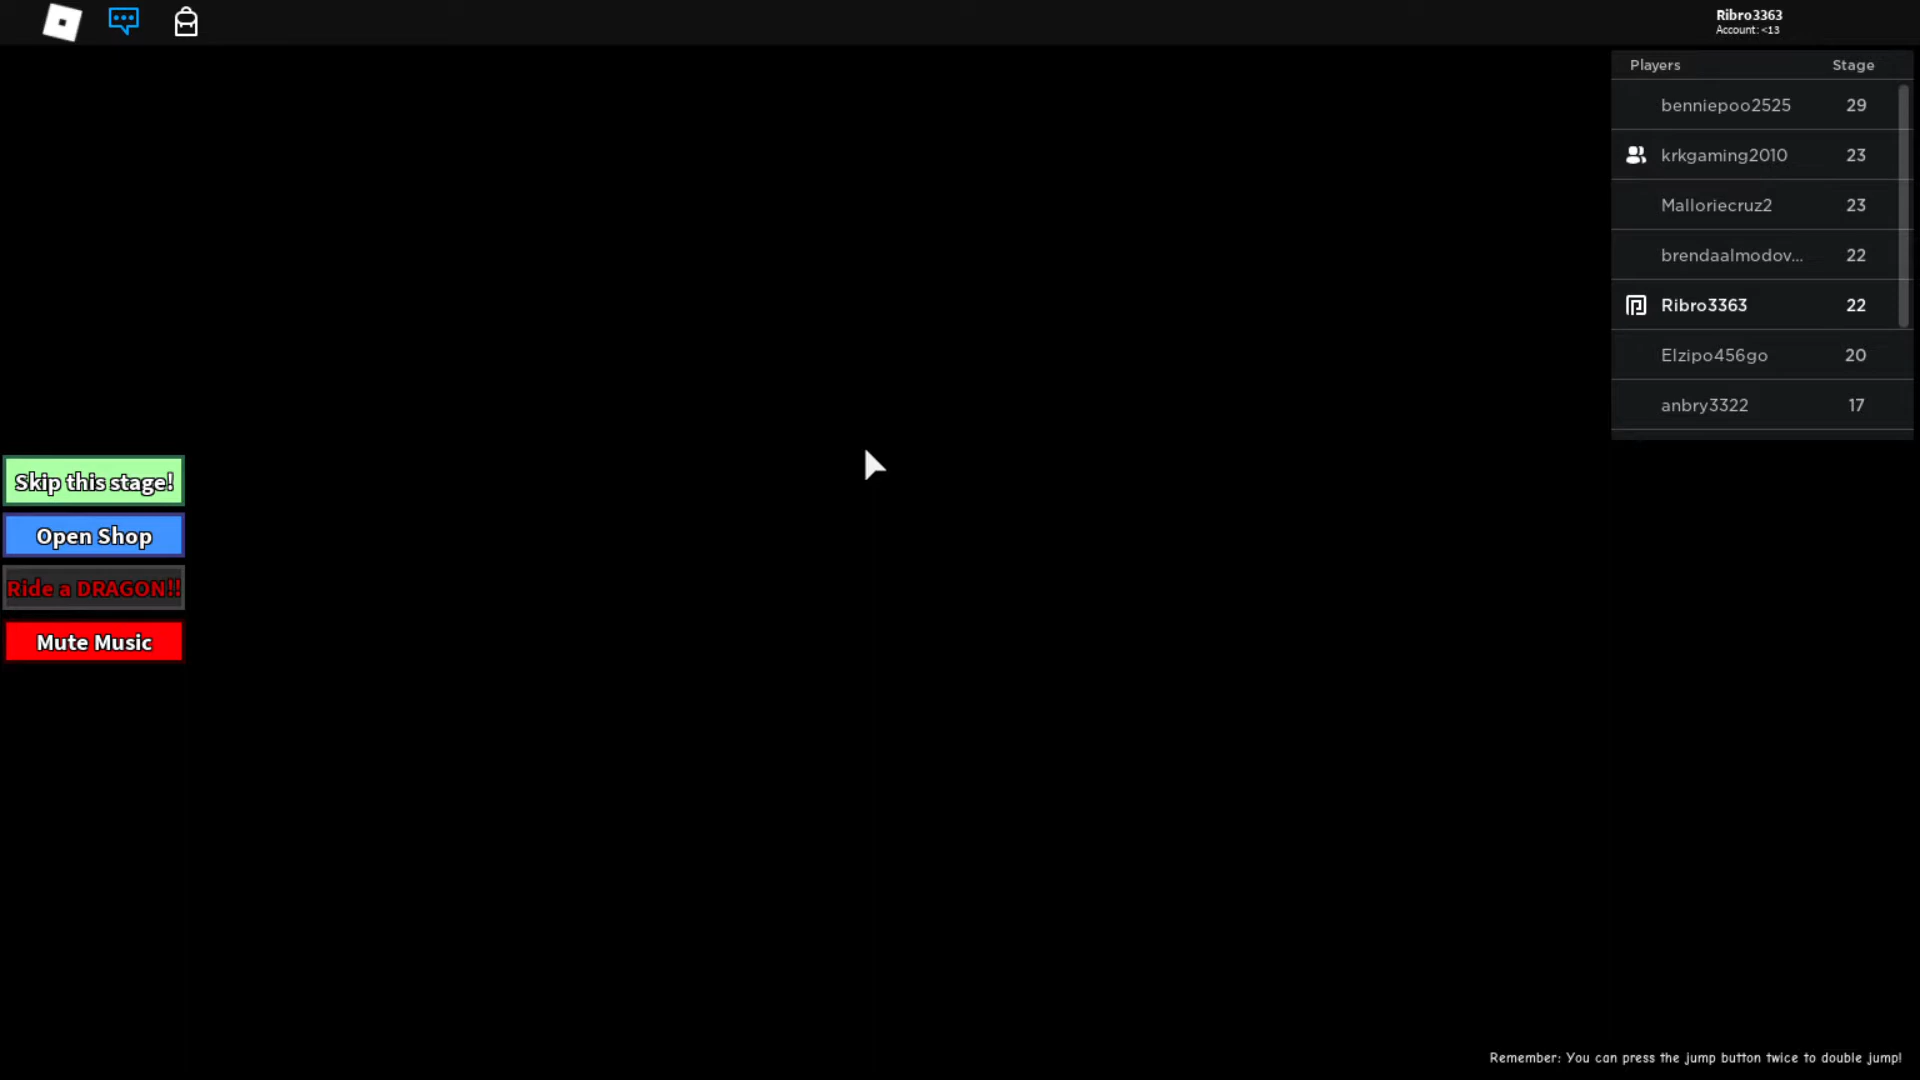 Ribro3363
Account: <13
Players Stage
benniepoo2525 29
krkgaming2010 23
Malloriecruz2 23
brendaalmodov... 22
Ribro3363 22
Elzipo456go 20
anbry3322 17
Skip this stage!
Open Shop
Ride a DRAGON!!
Mute Music
Remember: You can press the jump button twice to double jump!